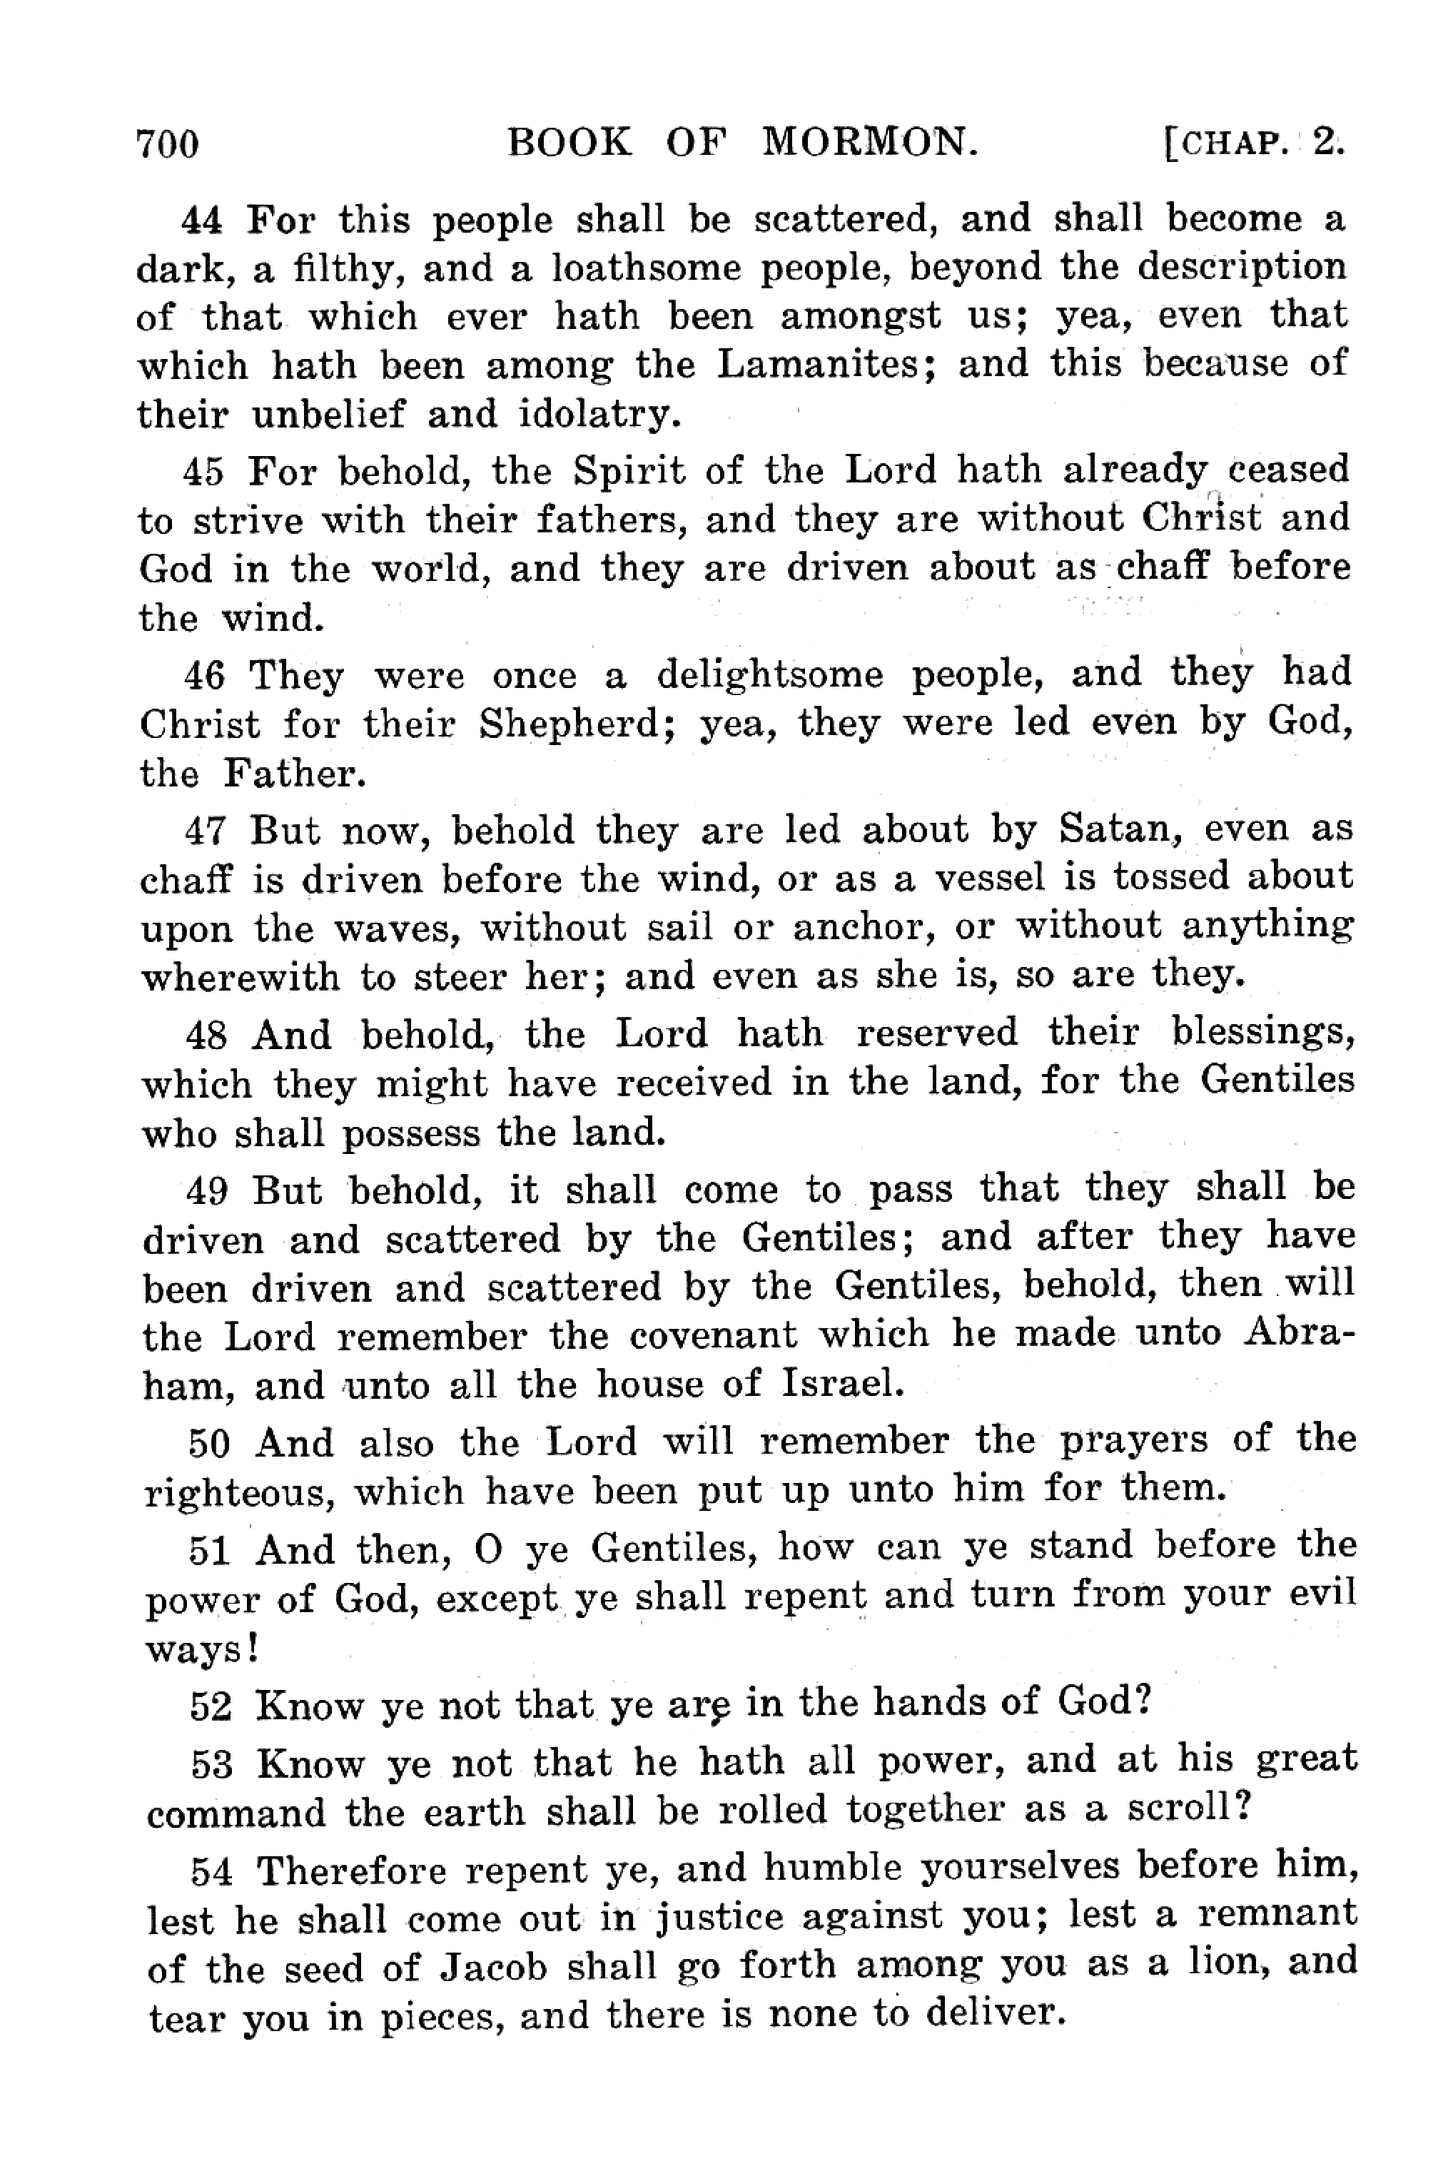 700 BOOK OF MORMON. [CHAP. 2.
44 For this people shall be scattered, and shall become a
dark, a filthy, and a loathsome people, beyond the description
of that which ever hath been amongst us; yea, even that
which hath been among the Lamanites; and this because of
their unbelief and idolatry.
45 For behold, the Spirit of the Lord hath already ceased
to strive with their fathers, and they are without Christ and
God in the world, and they are driven about as chaff before
the wind.
46 They were once a delightsome people, and they had
Christ for their Shepherd; yea, they were led even by God,
the Father.
47 But now, behold they are led about by Satan, even as
chaff is driven before the wind, or as a vessel is tossed about
upon the waves, without sail or anchor, or without anything
wherewith to steer her; and even as she is, so are they.
48 And behold, the Lord hath reserved their blessings,
which they might have received in the land, for the Gentiles
who shall possess the land.
49 But behold, it shall come to pass that they shall be
driven and scattered by the Gentiles; and after they have
been driven and scattered by the Gentiles, behold, then will
the Lord remember the covenant which he made unto Abra-
ham, and unto all the house of Israel.
50 And also the Lord will remember the prayers of the
righteous, which have been put up unto him for them.
51 And then, O ye Gentiles, how can ye stand before the
power of God, except ye shall repent and turn from your evil
ways!
52 Know ye not that ye are in the hands of God?
53 Know ye not that he hath all power, and at his great
command the earth shall be rolled together as a scroll?
54 Therefore repent ye, and humble yourselves before him,
lest he shall come out in justice against you; lest a remnant
of the seed of Jacob shall go forth among you as a lion, and
tear you in pieces, and there is none to deliver.